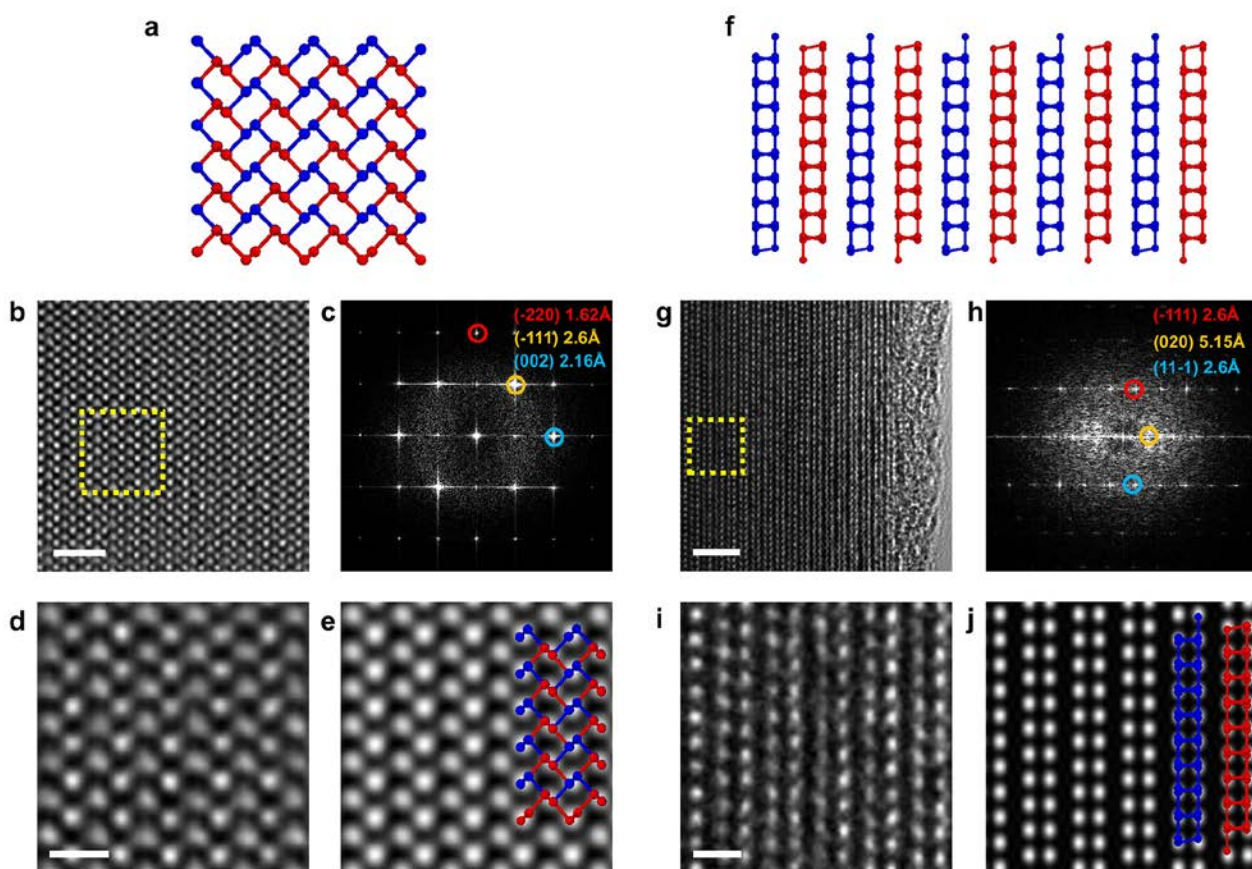 a
f
b
c
(-220) 1.62Å
(-111) 2.6Å
(002) 2.16Å
g
h
(-111) 2.6Å
(020) 5.15Å
(11-1) 2.6Å
d
e
i
j